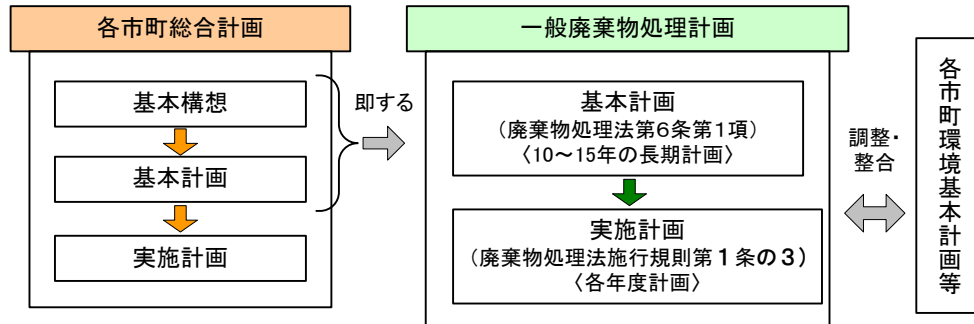 各市町総合計画
基本構想
基本計画
実施計画
即する
一般廃棄物処理計画
基本計画
（廃棄物処理法第６条第１項）
〈10～15年の長期計画〉
実施計画
（廃棄物処理法施行規則第１条の３）
〈各年度計画〉
調整・
整合
各市町環境基本計画等